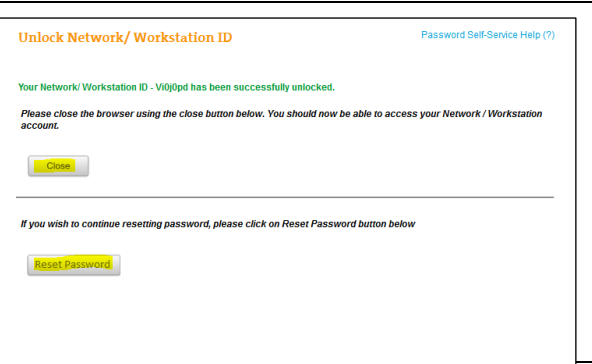 Unlock Network/ Workstation ID
Password Self-Service Help (?)
Your Network/ Workstation ID - Vi0j0pd has been successfully unlocked.
Please close the browser using the close button below. You should now be able to access your Network / Workstation
account.
Close
If you wish to continue resetting password, please click on Reset Password button below
Reset Password